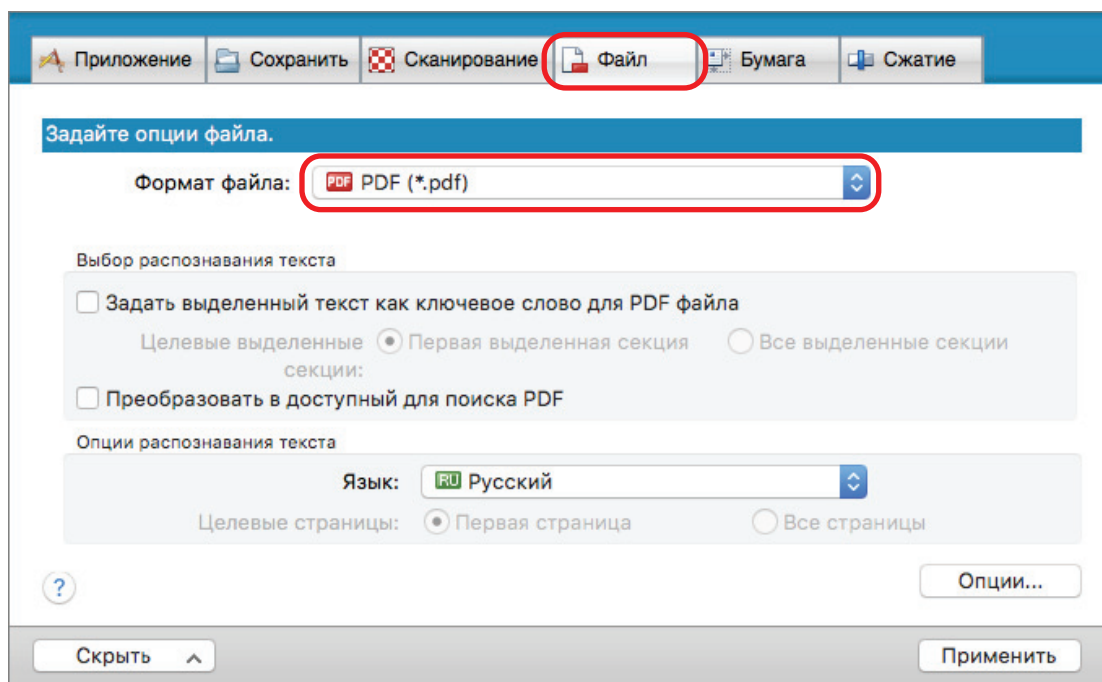 Приложение Сохранить Сканирование Файл Бумага Сжатие
Задайте опции файла.
Формат файла: PDF PDF (*.pdf)
Выбор распознавания текста
Задать выделенный текст как ключевое слово для PDF файла
Целевые выделенные Первая выделенная секция Все выделенные секции
секции:
Преобразовать в доступный для поиска PDF
Опции распознавания текста
Язык: RU Русский
Целевые страницы: Первая страница Все страницы
? Опции...
Скрыть Применить